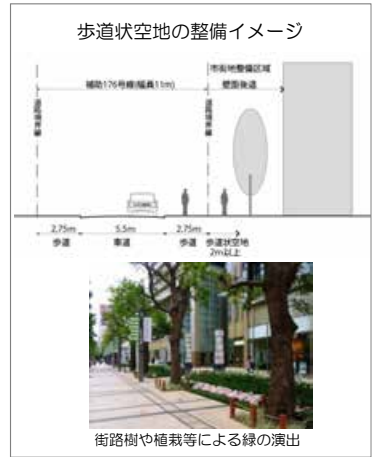 歩道状空地の整備イメージ
市街地整備区域
補助176号線(幅員11m)
壁面後退
道路境界線
道路境界線
2.75m
5.5m
2.75m
歩道状空地
歩道
車道
歩道
2m以上
街路樹や植栽等による緑の演出